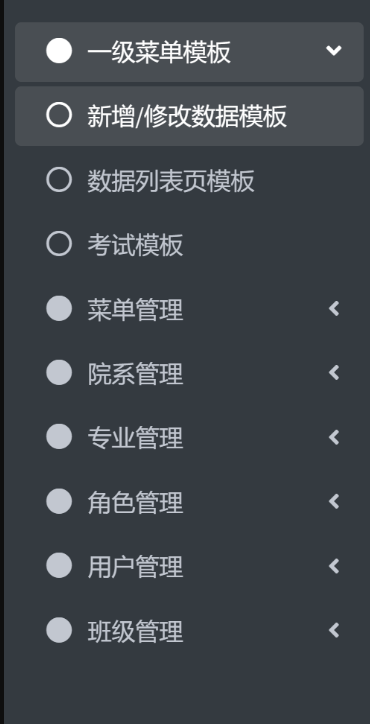 一级菜单模板
新增/修改数据模板
数据列表页模板
考试模板
菜单管理
院系管理
专业管理
角色管理
用户管理
班级管理